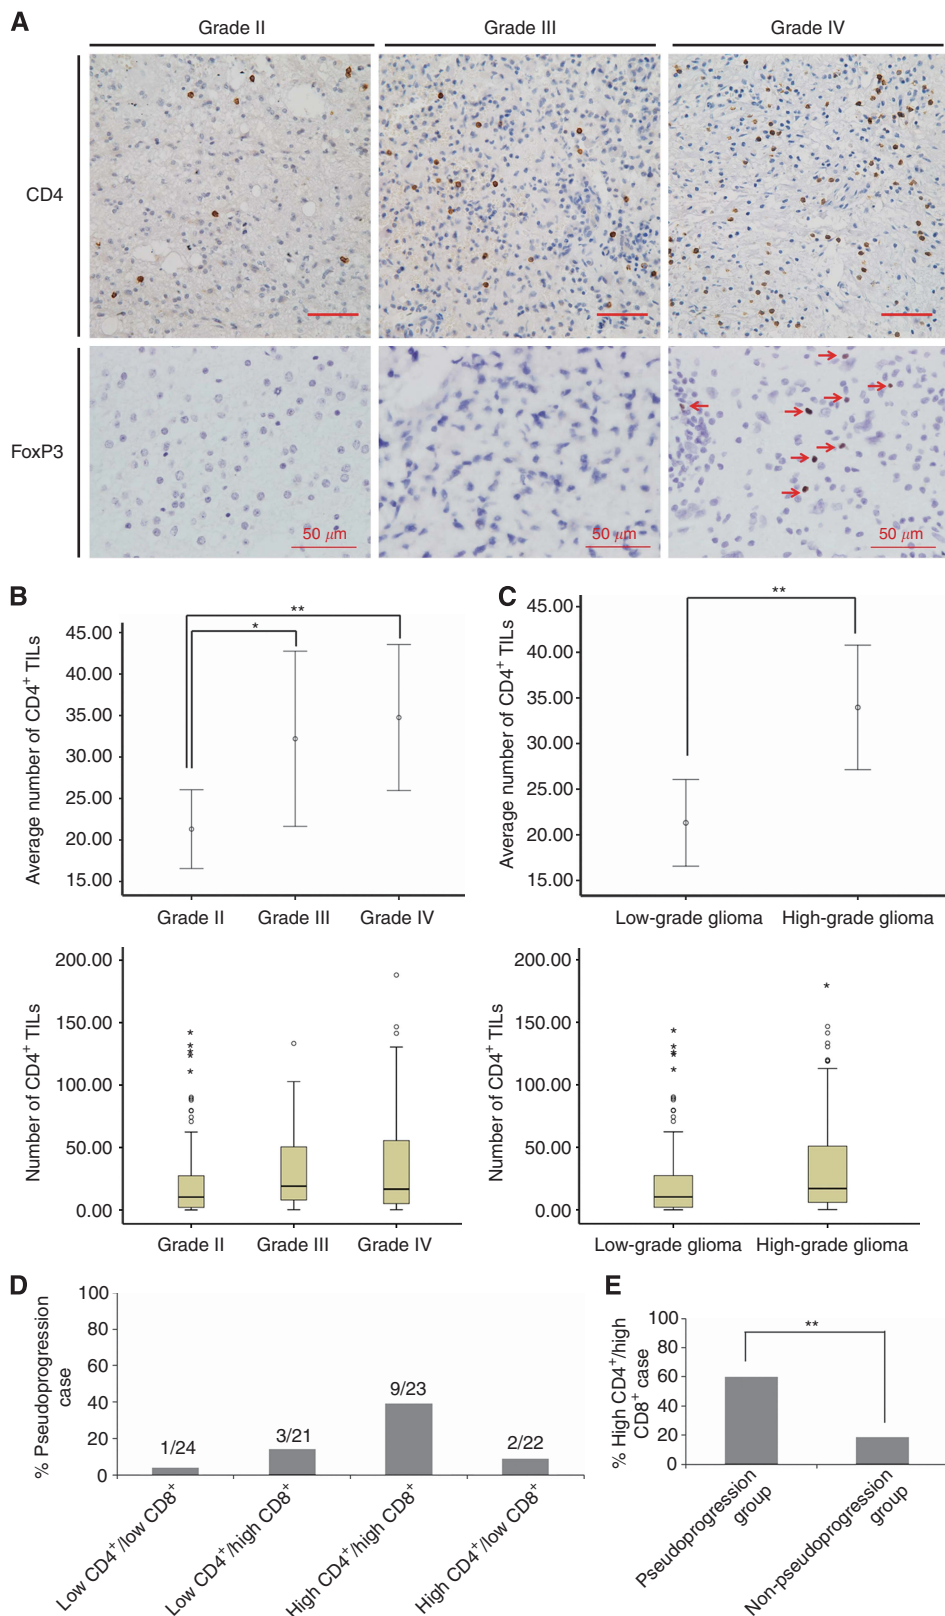 A
Grade II
Grade III
Grade IV
CD4
FoxP3
50 μm
50 μm
50 μm
B
Average number of CD4+ TILs
45.00
40.00
35.00
30.00
25.00
20.00
15.00
*
**
Grade II
Grade III
Grade IV
Number of CD4+ TILs
200.00
150.00
100.00
50.00
0.00
Grade II
Grade III
Grade IV
C
Average number of CD4+ TILs
45.00
40.00
35.00
30.00
25.00
20.00
15.00
**
Low-grade glioma
High-grade glioma
Number of CD4+ TILs
200.00
150.00
100.00
50.00
0.00
Low-grade glioma
High-grade glioma
D
% Pseudoprogression
case
100
80
60
40
20
0
1/24
3/21
9/23
2/22
Low CD4+/low CD8+
Low CD4+/high CD8+
High CD4+/high CD8+
High CD4+/low CD8+
E
% High CD4+/high
CD8+ case
100
80
60
40
20
0
**
Pseudoprogression
group
Non-pseudoprogression
group